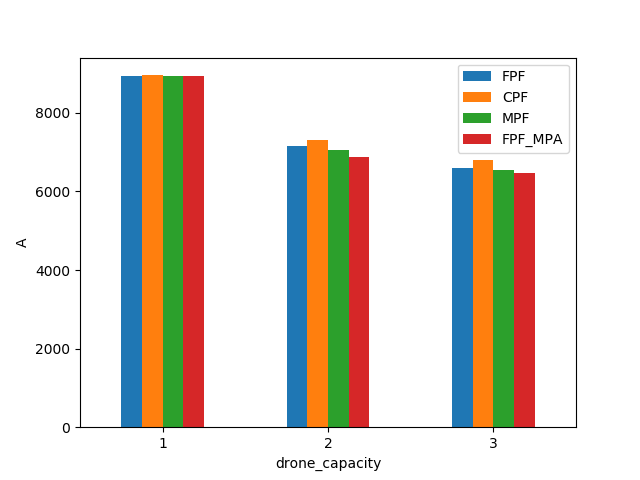 FPF
CPF
MPF
FPF_MPA
8000
6000
4000
2000
0
A
1 2 3
drone_capacity